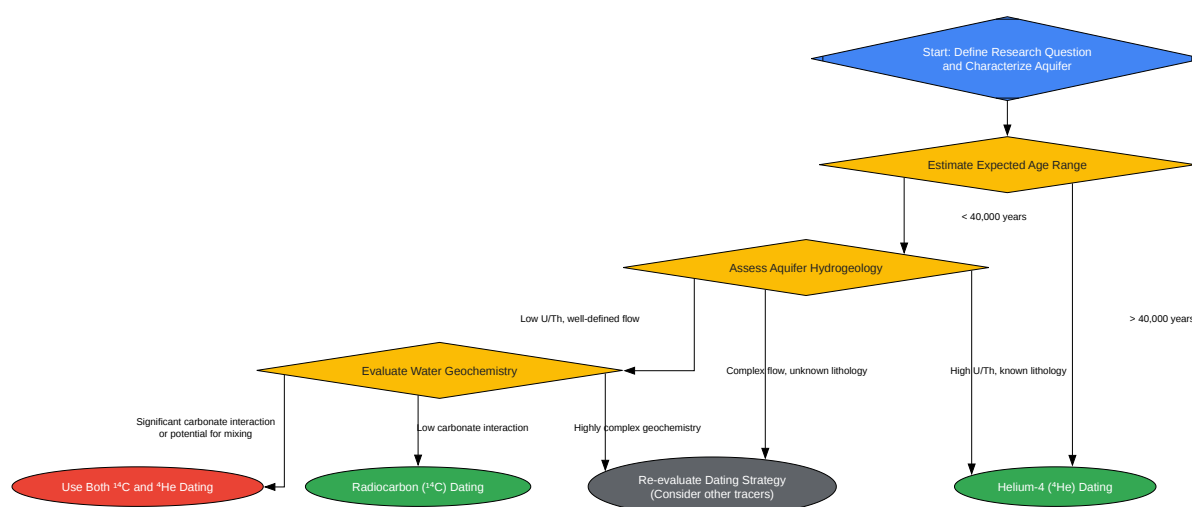 Start: Define Research Question
and Characterize Aquifer
Estimate Expected Age Range
< 40,000 years
Assess Aquifer Hydrogeology
Low U/Th, well-defined flow
> 40,000 years
Evaluate Water Geochemistry
Complex flow, unknown lithology
High U/Th, known lithology
Significant carbonate interaction
or potential for mixing
Low carbonate interaction
Highly complex geochemistry
Use Both ¹⁴C and ⁴He Dating
Radiocarbon (¹⁴C) Dating
Re-evaluate Dating Strategy
(Consider other tracers)
Helium-4 (⁴He) Dating